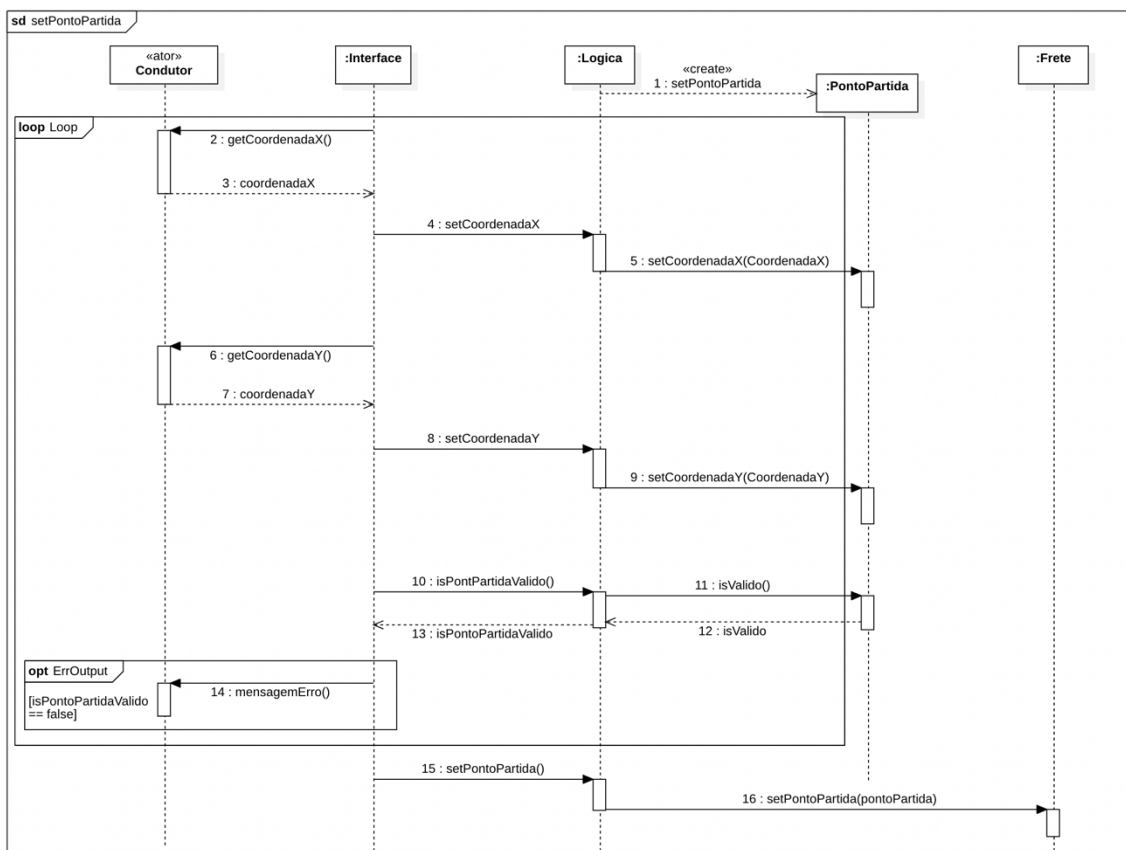 sd setPontoPartida
«ator»
Condutor
:Interface
:Logica
«create»
1 : setPontoPartida
:PontoPartida
:Frete
loop Loop
2 : getCoordenadaX()
3 : coordenadaX
4 : setCoordenadaX
5 : setCoordenadaX(CoordenadaX)
6 : getCoordenadaY()
7 : coordenadaY
8 : setCoordenadaY
9 : setCoordenadaY(CoordenadaY)
10 : isPontPartidaValido()
11 : isValido()
12 : isValido
13 : isPontoPartidaValido
opt ErrOutput
14 : mensagemErro()
[isPontoPartidaValido
== false]
15 : setPontoPartida()
16 : setPontoPartida(pontoPartida)